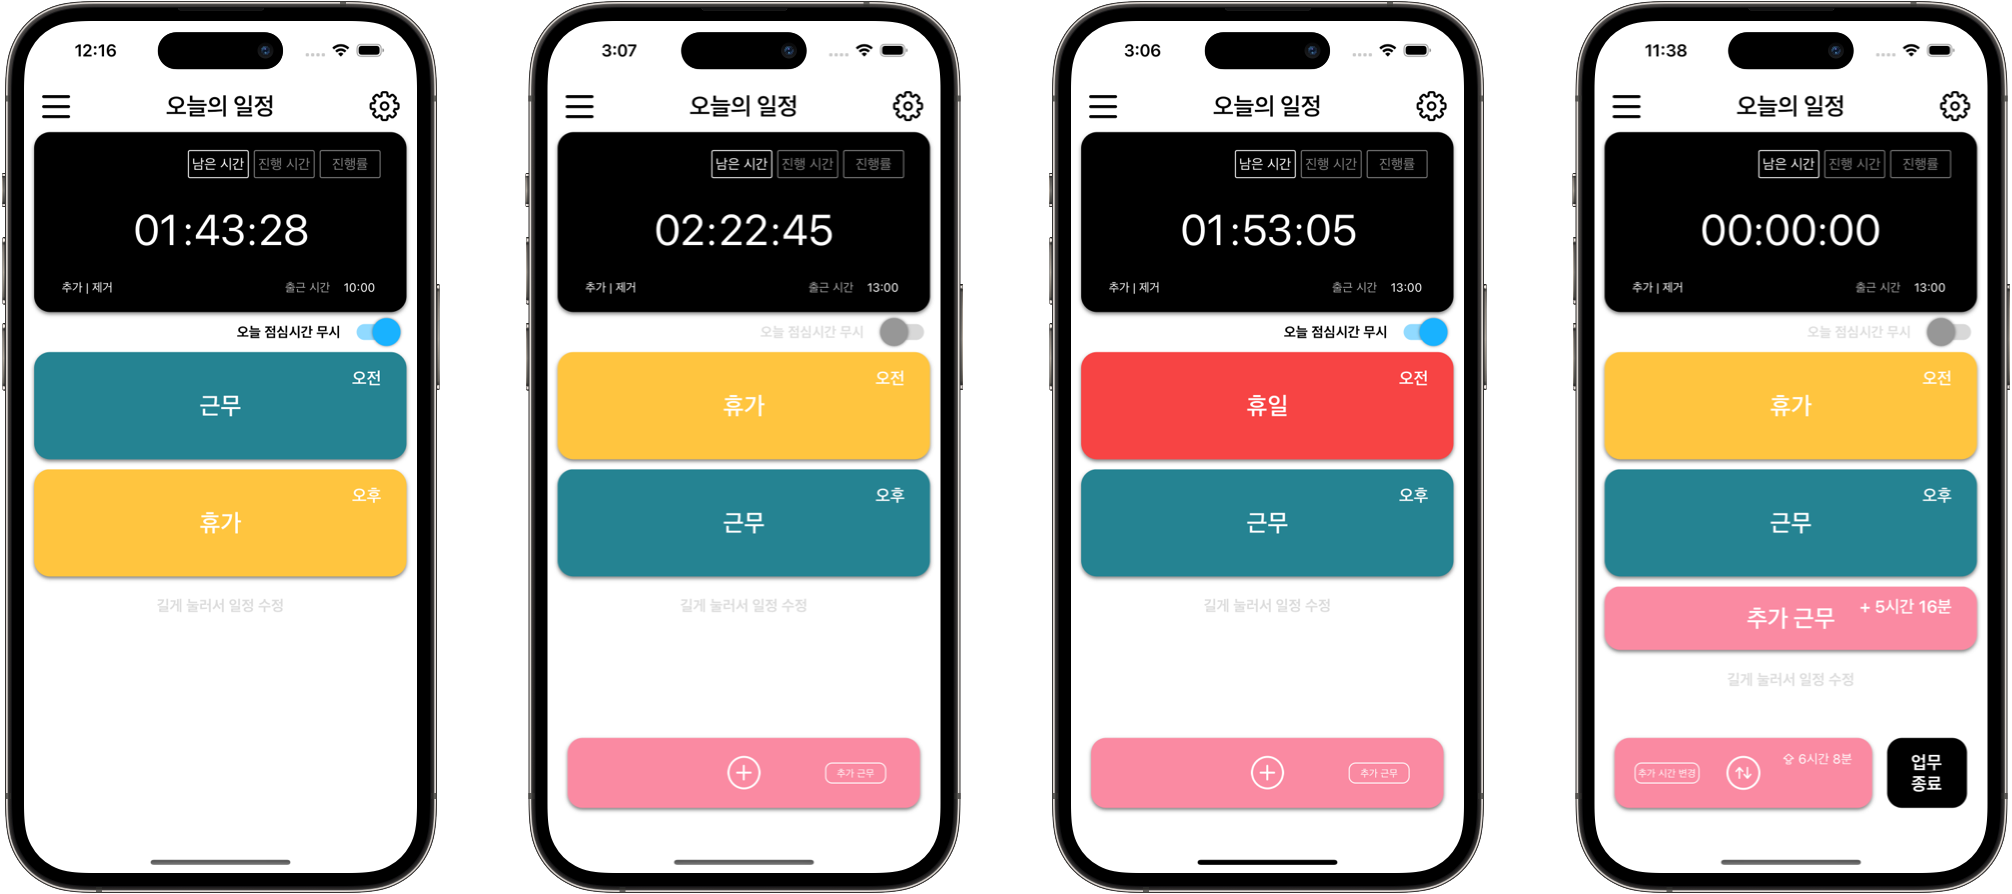 12:16
오늘의 일정
남은 시간 진행 시간 진행률
01:43:28
추가 | 제거 출근 시간 10:00
오늘 점심시간 무시
오전
근무
오후
휴가
길게 눌러서 일정 수정
3:07
오늘의 일정
남은 시간 진행 시간 진행률
02:22:45
추가 | 제거 출근 시간 13:00
오늘 점심시간 무시
오전
휴가
오후
근무
길게 눌러서 일정 수정
추가 근무
3:06
오늘의 일정
남은 시간 진행 시간 진행률
01:53:05
추가 | 제거 출근 시간 13:00
오늘 점심시간 무시
오전
휴일
오후
근무
길게 눌러서 일정 수정
추가 근무
11:38
오늘의 일정
남은 시간 진행 시간 진행률
00:00:00
추가 | 제거 출근 시간 13:00
오늘 점심시간 무시
오전
휴가
오후
근무
추가 근무 + 5시간 16분
길게 눌러서 일정 수정
추가 시간 변경 6시간 8분
업무
종료